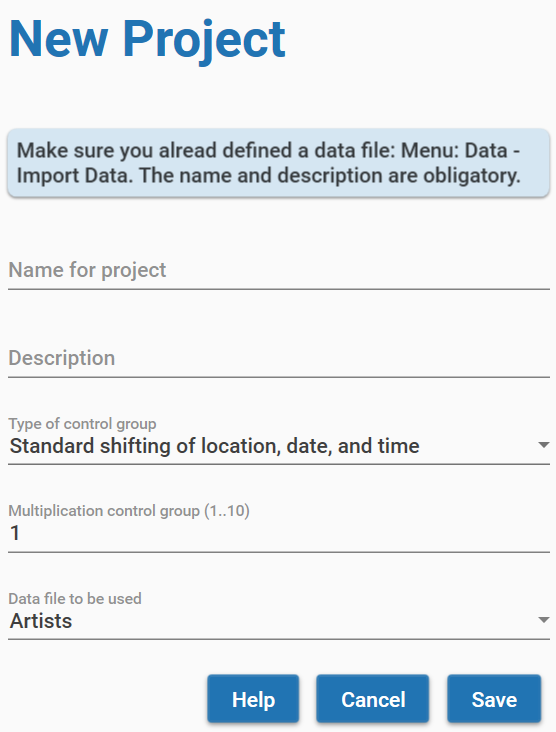 New Project
Make sure you alread defined a data file: Menu: Data -
Import Data. The name and description are obligatory.
Name for project
Description
Type of control group
Standard shifting of location, date, and time
Multiplication control group (1..10)
1
Data file to be used
Artists
Help Cancel Save